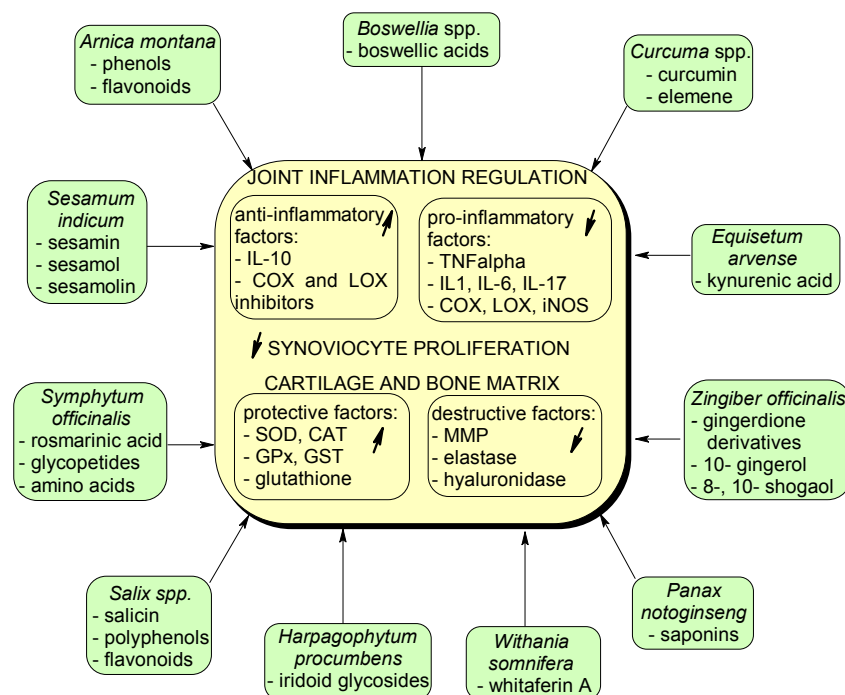 Arnica montana
- phenols
- flavonoids
Boswellia spp.
- boswellic acids
Curcuma spp.
- curcumin
- elemene
Sesamum
indicum
- sesamin
- sesamol
- sesamolin
JOINT INFLAMMATION REGULATION
anti-inflammatory
factors:
- IL-10
- COX and LOX
inhibitors
pro-inflammatory
factors:
- TNFalpha
- IL1, IL-6, IL-17
- COX, LOX, iNOS
SYNOVIOCYTE PROLIFERATION
CARTILAGE AND BONE MATRIX
protective factors:
- SOD, CAT
- GPx, GST
- glutathione
destructive factors:
- MMP
- elastase
- hyaluronidase
Equisetum
arvense
- kynurenic acid
Symphytum
officinalis
- rosmarinic acid
- glycopetides
- amino acids
Zingiber officinalis
- gingerdione
derivatives
- 10- gingerol
- 8-, 10- shogaol
Salix spp.
- salicin
- polyphenols
- flavonoids
Harpagophytum
procumbens
- iridoid glycosides
Withania
somnifera
- whitaferin A
Panax
notoginseng
- saponins